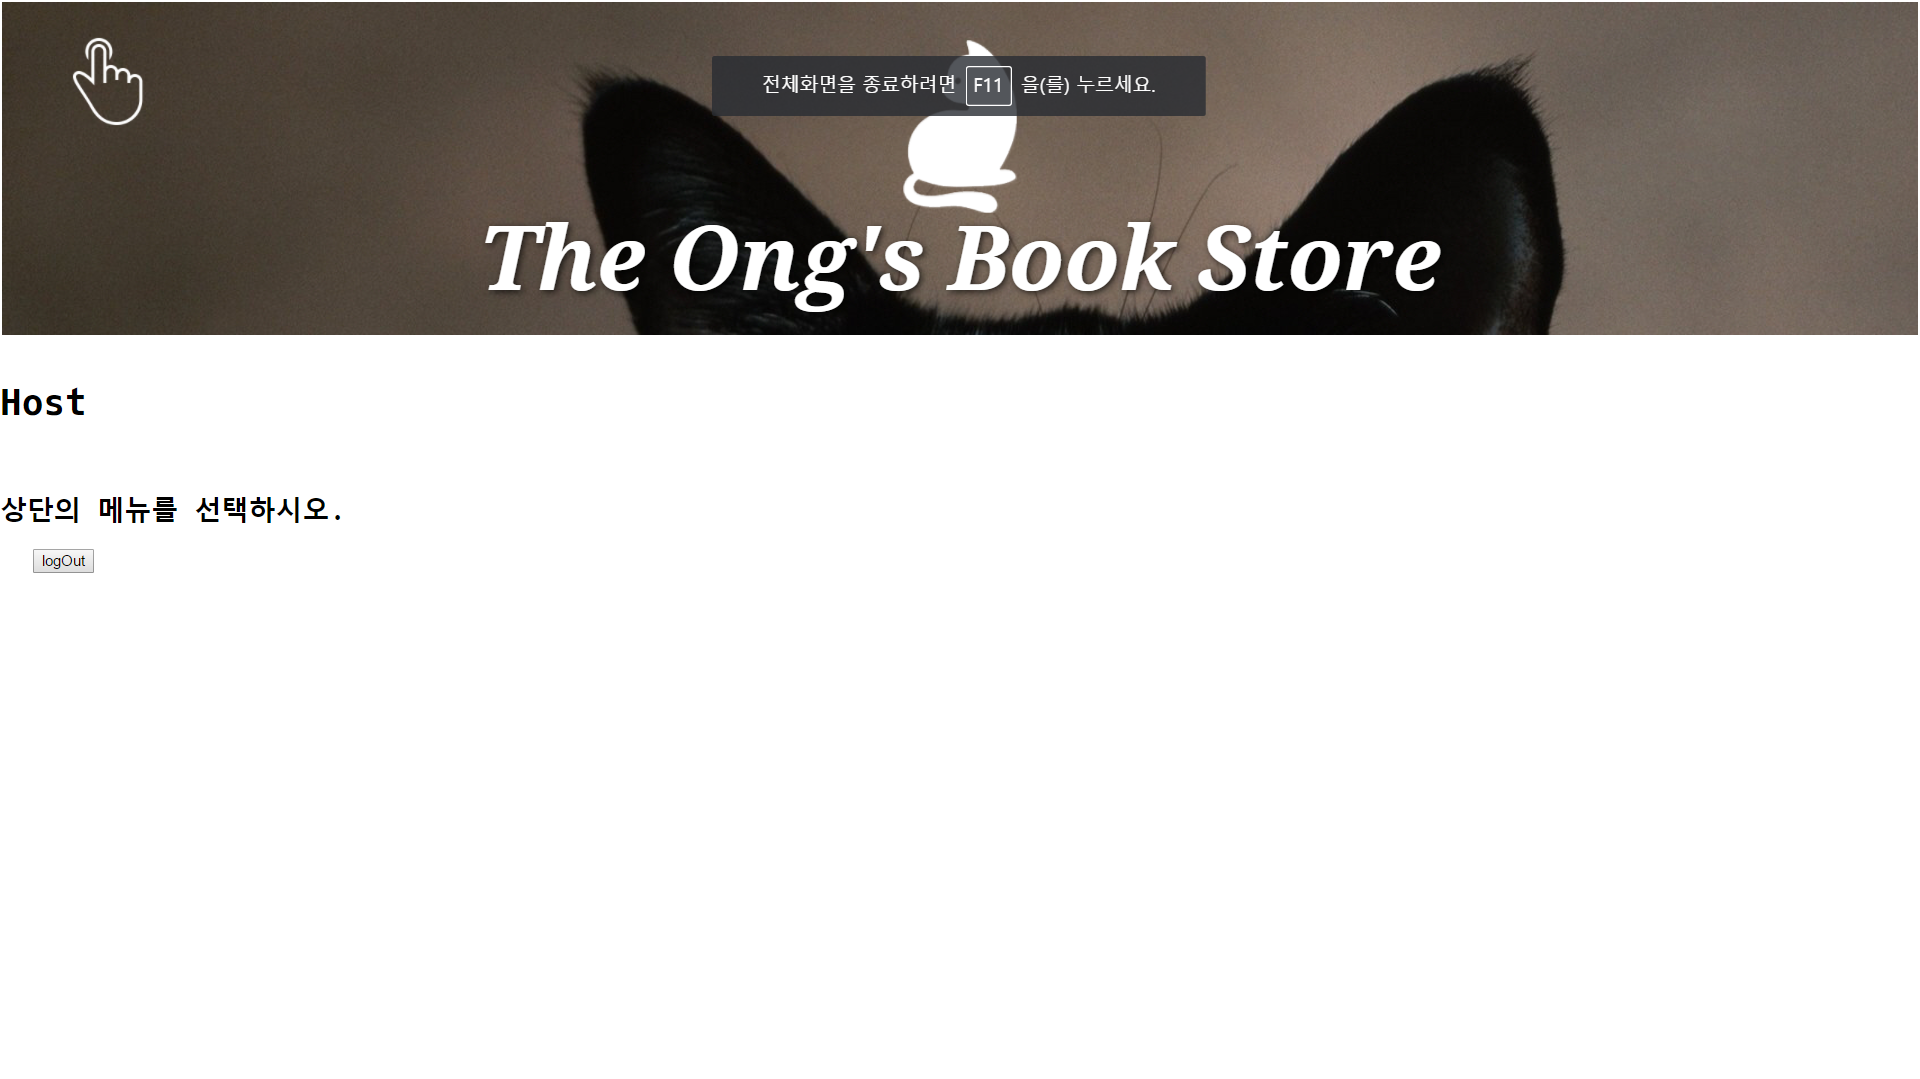 전체화면을 종료하려면 F11 을(를) 누르세요.
The Ong's Book Store
Host
상단의 메뉴를 선택하시오.
logOut